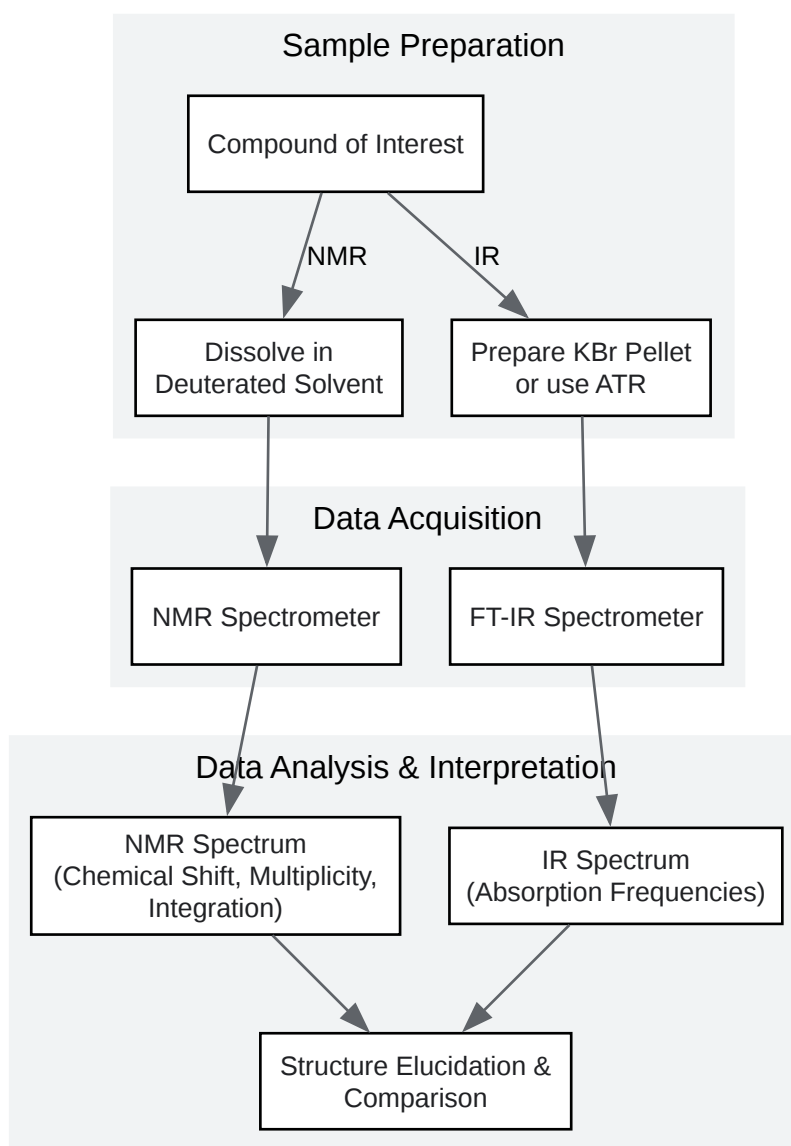 Sample Preparation
Compound of Interest
NMR
IR
Dissolve in
Deuterated Solvent
Prepare KBr Pellet
or use ATR
Data Acquisition
NMR Spectrometer
FT-IR Spectrometer
Data Analysis & Interpretation
NMR Spectrum
(Chemical Shift, Multiplicity,
Integration)
IR Spectrum
(Absorption Frequencies)
Structure Elucidation &
Comparison